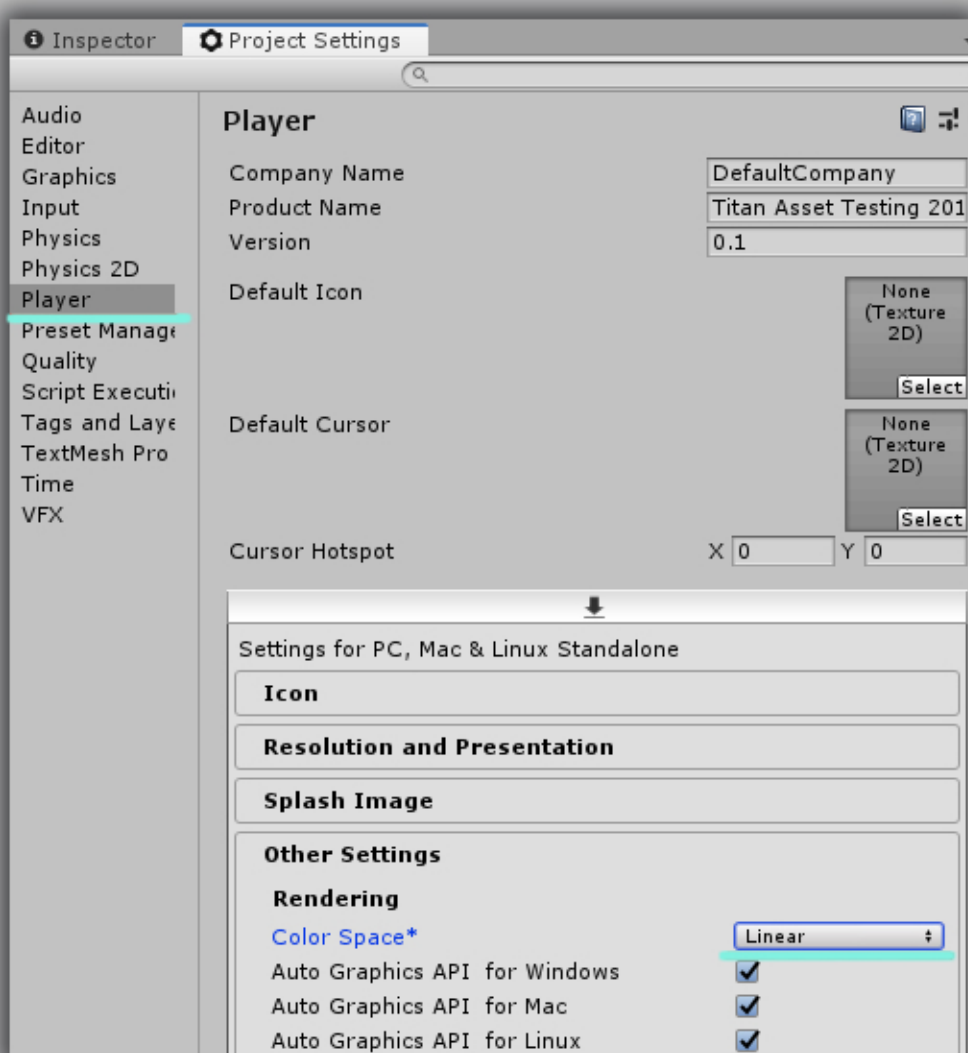 Inspector
Project Settings
Audio
Editor
Graphics
Input
Physics
Physics 2D
Player
Preset Manage
Quality
Script Executi
Tags and Laye
TextMesh Pro
Time
VFX
Player
Company Name DefaultCompany
Product Name Titan Asset Testing 201
Version 0.1
Default Icon
None
(Texture
2D)
Select
Default Cursor
None
(Texture
2D)
Select
Cursor Hotspot X 0 Y 0
Settings for PC, Mac & Linux Standalone
Icon
Resolution and Presentation
Splash Image
Other Settings
Rendering
Color Space* Linear
Auto Graphics API for Windows
Auto Graphics API for Mac
Auto Graphics API for Linux